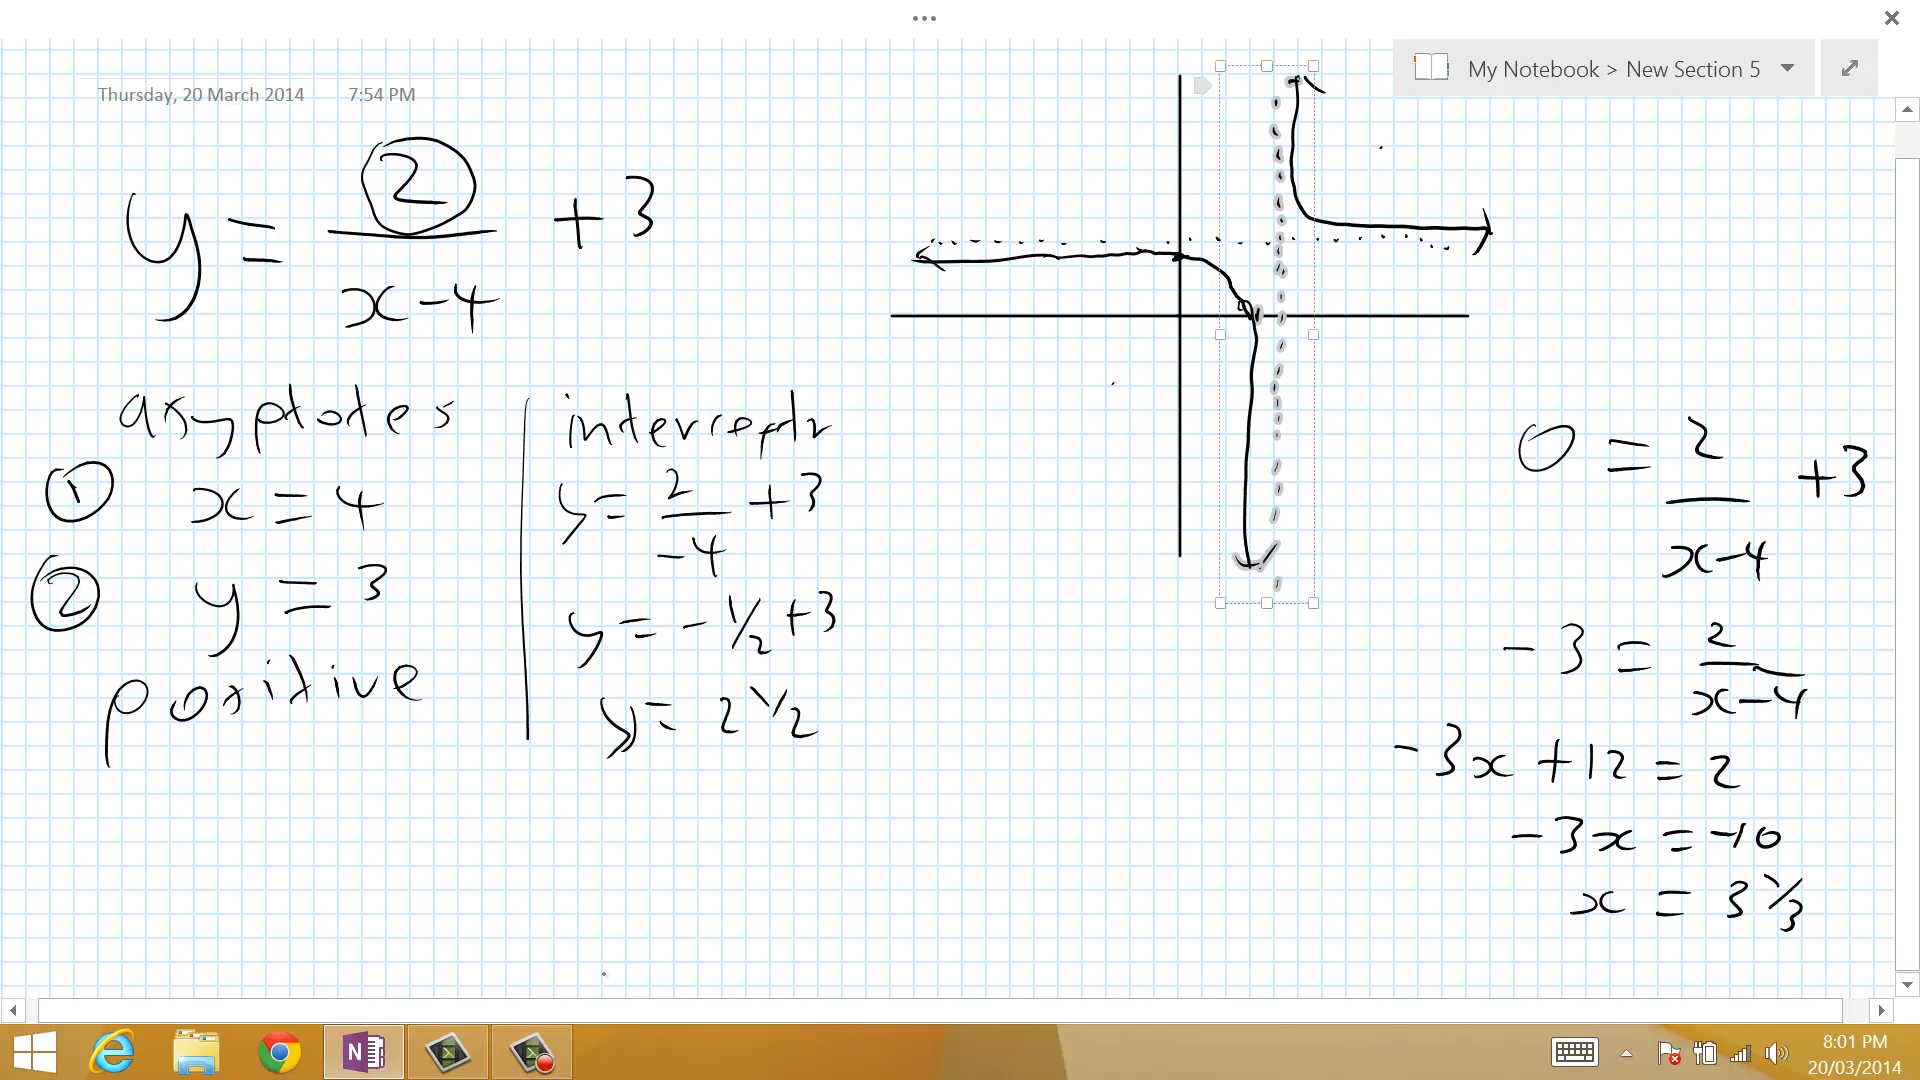 My Notebook > New Section 5
Thursday, 20 March 2014 7:54 PM
y = 2/(x-4) + 3
asymptotes
① x = 4
② y = 3
positive
intercepts
y = 2/-4 + 3
y = - 1/2 + 3
y = 2 1/2
0 = 2/(x-4) + 3
-3 = 2/(x-4)
-3x + 12 = 2
-3x = -10
x = 3 1/3
8:01 PM
20/03/2014